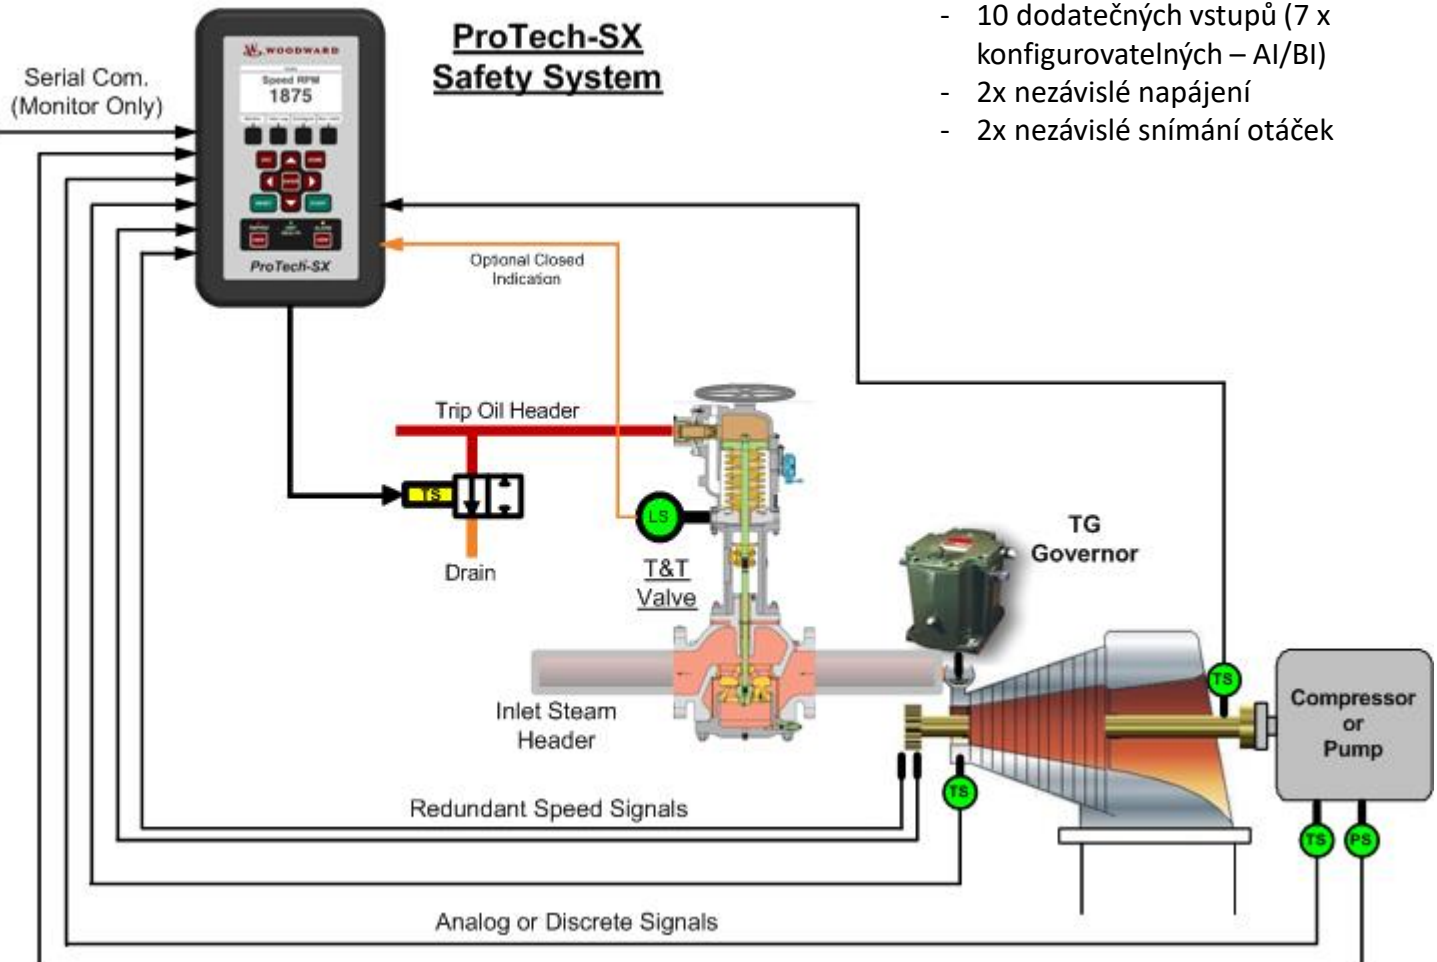 ProTech-SX
Safety System
- 10 dodatečných vstupů (7 x
konfigurovatelných – AI/BI)
- 2x nezávislé napájení
- 2x nezávislé snímání otáček
Serial Com.
(Monitor Only)
WOODWARD
Speed RPM
1875
RESET
START
ProTech-SX
Optional Closed
Indication
Trip Oil Header
TS
Drain
LS
T&T
Valve
TG
Governor
Inlet Steam
Header
TS
Compressor
or
Pump
TS
TS
PS
Redundant Speed Signals
Analog or Discrete Signals